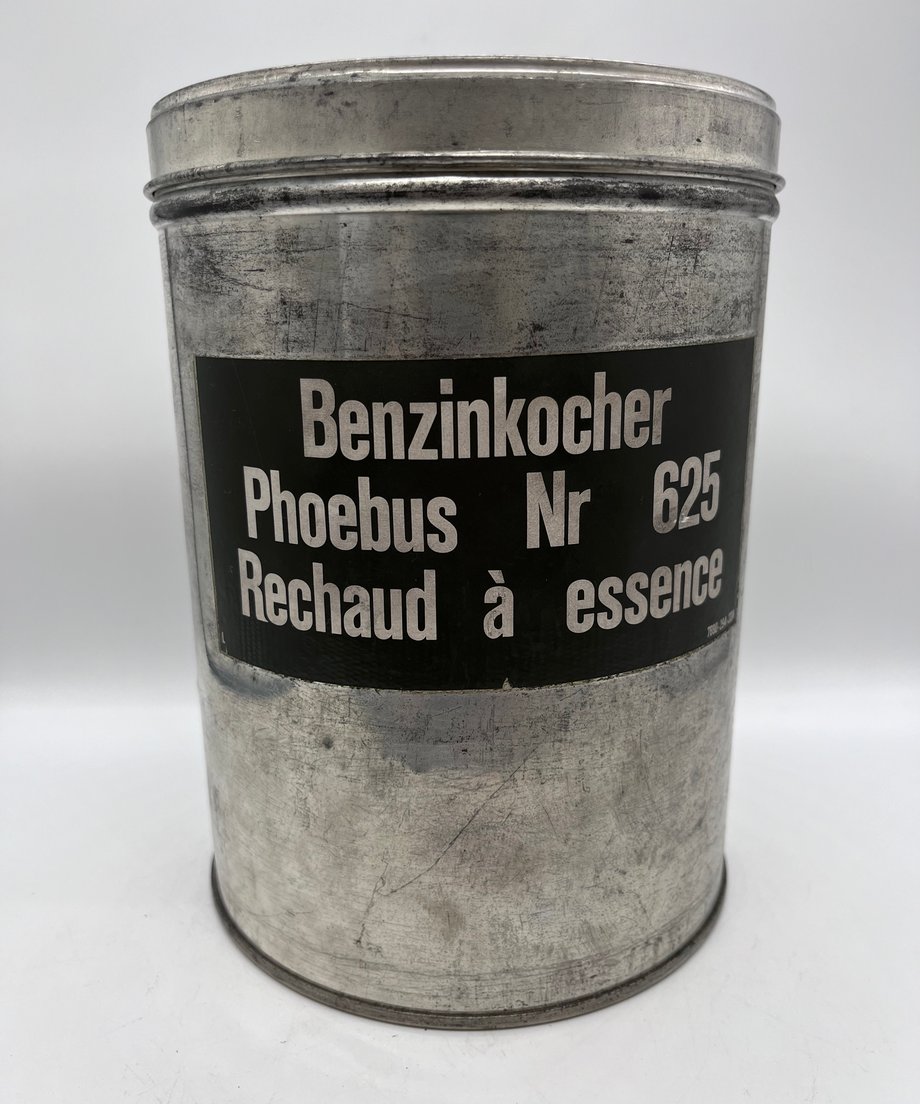 Benzinkocher
Phoebus Nr 625
Rechaud à essence